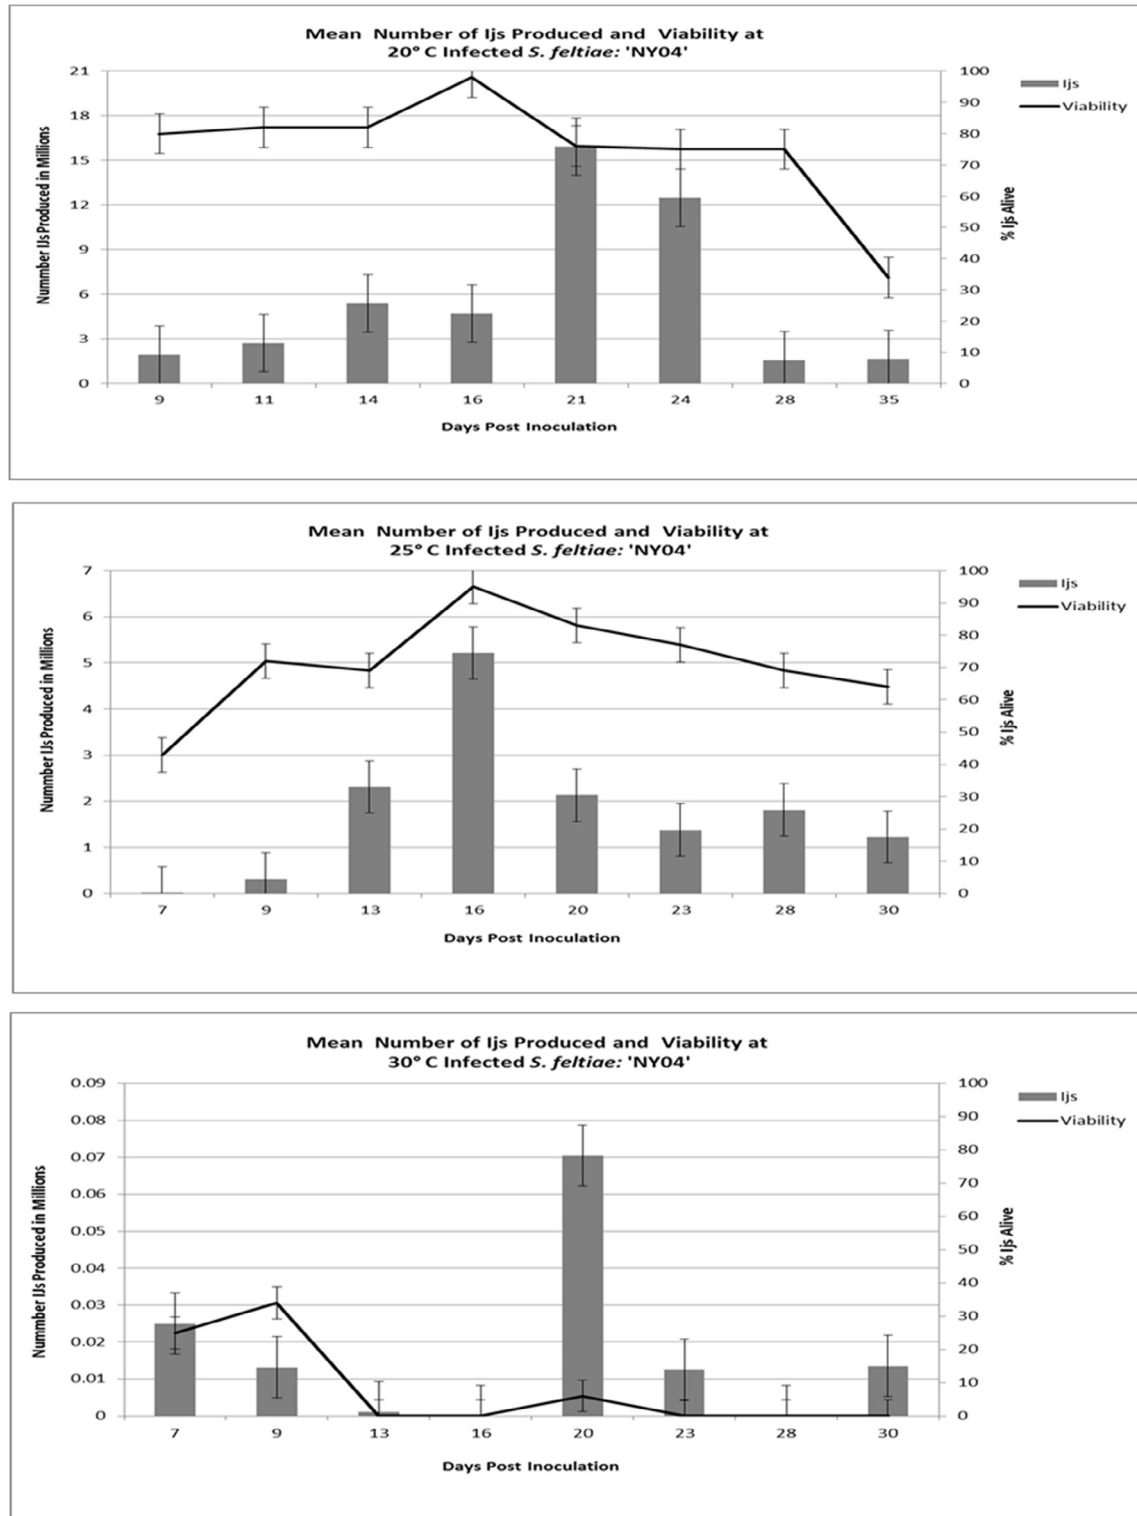 Mean Number of Ijs Produced and Viability at
20° C Infected S. feltiae: 'NY04'
21
18
15
12
9
6
3
0
100
90
80
70
60
50
40
30
20
10
0
Nummber IJs Produced in Millions
% Ijs Alive
Ijs
Viability
9 11 14 16 21 24 28 35
Days Post Inoculation
Mean Number of Ijs Produced and Viability at
25° C Infected S. feltiae: 'NY04'
7
6
5
4
3
2
1
0
100
90
80
70
60
50
40
30
20
10
0
Nummber IJs Produced in Millions
% Ijs Alive
Ijs
Viability
7 9 13 16 20 23 28 30
Days Post Inoculation
Mean Number of Ijs Produced and Viability at
30° C Infected S. feltiae: 'NY04'
0.09
0.08
0.07
0.06
0.05
0.04
0.03
0.02
0.01
0
100
90
80
70
60
50
40
30
20
10
0
Nummber IJs Produced in Millions
% Ijs Alive
Ijs
Viability
7 9 13 16 20 23 28 30
Days Post Inoculation